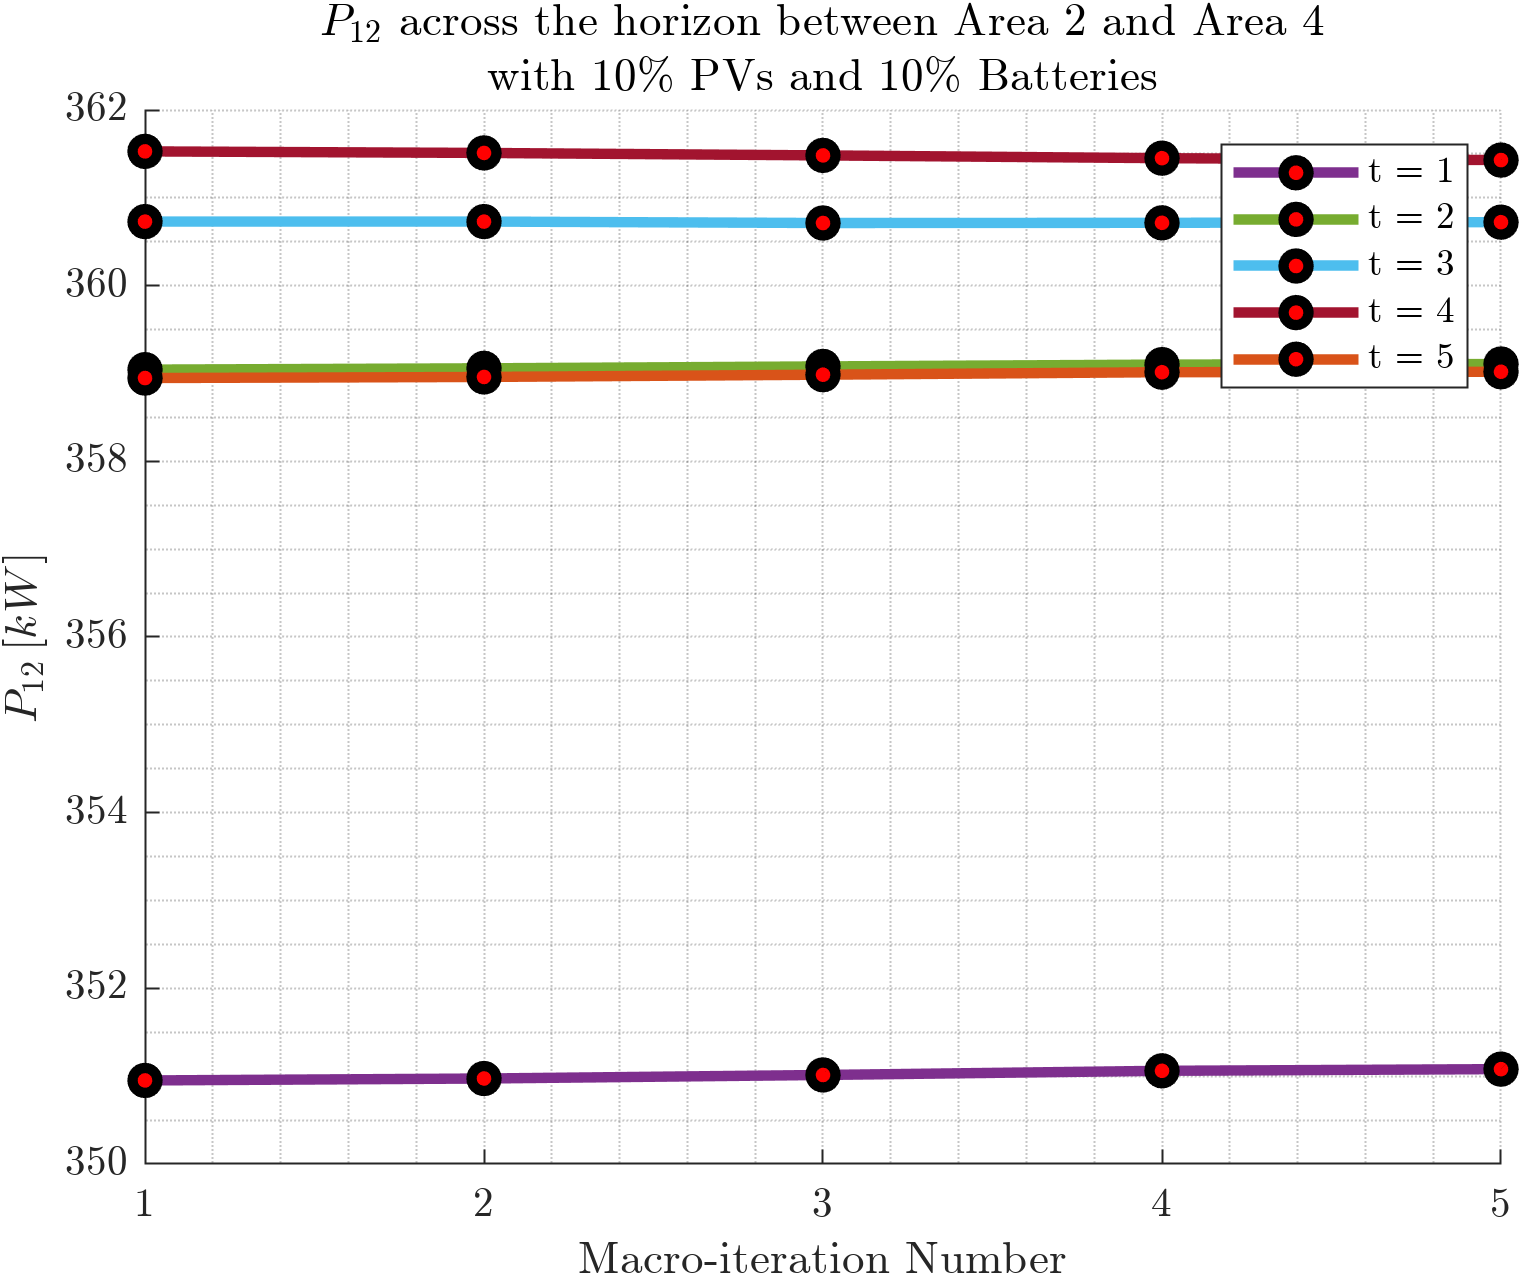 P₁₂ across the horizon between Area 2 and Area 4
with 10% PVs and 10% Batteries
362
360
358
356
354
352
350
P₁₂ [kW]
t = 1
t = 2
t = 3
t = 4
t = 5
1 2 3 4 5
Macro-iteration Number